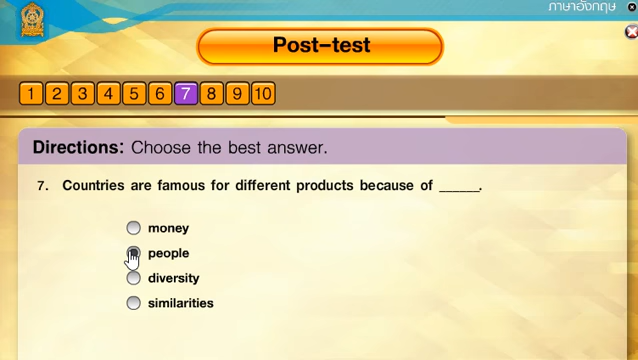 ภาษาอังกฤษ
Post-test
1 2 3 4 5 6 7 8 9 10
Directions: Choose the best answer.
7. Countries are famous for different products because of ______.
money
people
diversity
similarities